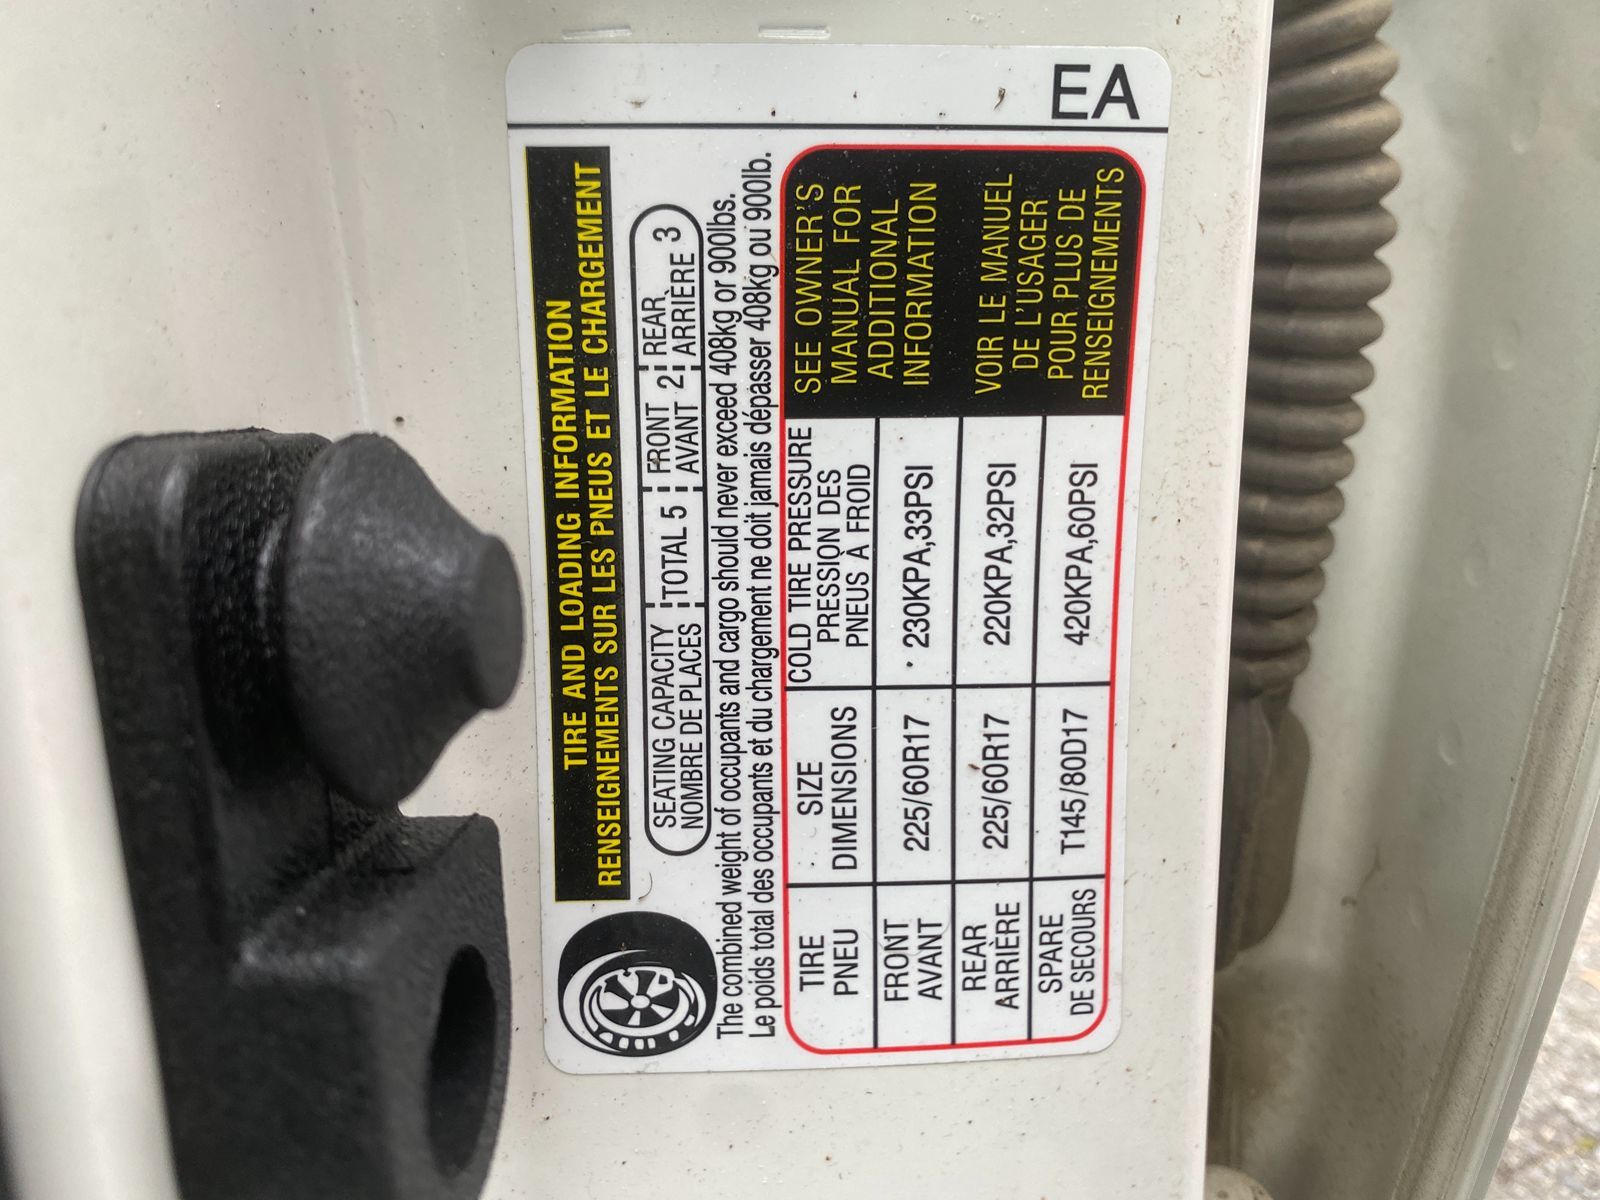 EA
TIRE AND LOADING INFORMATION
RENSEIGNEMENTS SUR LES PNEUS ET LE CHARGEMENT
SEATING CAPACITY TOTAL 5 FRONT 2 REAR 3
NOMBRE DE PLACES AVANT ARRIÈRE
The combined weight of occupants and cargo should never exceed 408kg or 900lbs.
Le poids total des occupants et du chargement ne doit jamais dépasser 408kg ou 900lb.
TIRE
PNEU
SIZE
DIMENSIONS
COLD TIRE PRESSURE
PRESSION DES
PNEUS À FROID
FRONT
AVANT
225/60R17
230KPA,33PSI
REAR
ARRIÈRE
225/60R17
220KPA,32PSI
SPARE
DE SECOURS
T145/80D17
420KPA,60PSI
SEE OWNER'S
MANUAL FOR
ADDITIONAL
INFORMATION
VOIR LE MANUEL
DE L'USAGER
POUR PLUS DE
RENSEIGNEMENTS